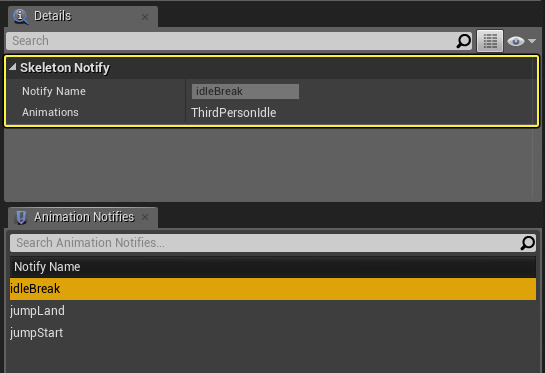 Details
Search
Skeleton Notify
Notify Name idleBreak
Animations ThirdPersonIdle
Animation Notifies
Search Animation Notifies...
Notify Name
idleBreak
jumpLand
jumpStart